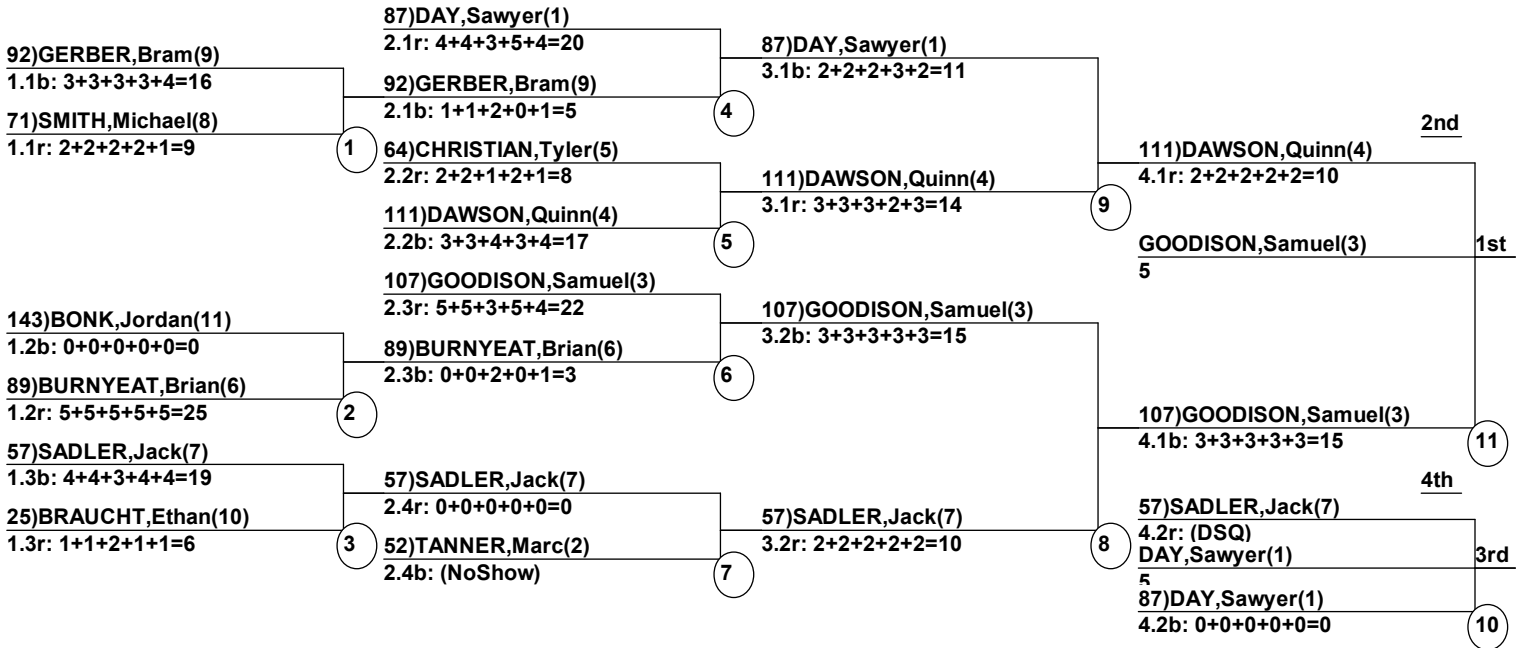 92)GERBER,Bram(9)
1.1b: 3+3+3+3+4=16
71)SMITH,Michael(8)
1.1r: 2+2+2+2+1=9
1
143)BONK,Jordan(11)
1.2b: 0+0+0+0+0=0
89)BURNYEAT,Brian(6)
1.2r: 5+5+5+5+5=25
2
57)SADLER,Jack(7)
1.3b: 4+4+3+4+4=19
25)BRAUCHT,Ethan(10)
1.3r: 1+1+2+1+1=6
3
87)DAY,Sawyer(1)
2.1r: 4+4+3+5+4=20
92)GERBER,Bram(9)
2.1b: 1+1+2+0+1=5
4
64)CHRISTIAN,Tyler(5)
2.2r: 2+2+1+2+1=8
111)DAWSON,Quinn(4)
2.2b: 3+3+4+3+4=17
5
107)GOODISON,Samuel(3)
2.3r: 5+5+3+5+4=22
89)BURNYEAT,Brian(6)
2.3b: 0+0+2+0+1=3
6
57)SADLER,Jack(7)
2.4r: 0+0+0+0+0=0
52)TANNER,Marc(2)
2.4b: (NoShow)
7
87)DAY,Sawyer(1)
3.1b: 2+2+2+3+2=11
111)DAWSON,Quinn(4)
3.1r: 3+3+3+2+3=14
9
107)GOODISON,Samuel(3)
3.2b: 3+3+3+3+3=15
57)SADLER,Jack(7)
3.2r: 2+2+2+2+2=10
8
2nd
111)DAWSON,Quinn(4)
4.1r: 2+2+2+2+2=10
GOODISON,Samuel(3)
5
1st
107)GOODISON,Samuel(3)
4.1b: 3+3+3+3+3=15
11
4th
57)SADLER,Jack(7)
4.2r: (DSQ)
DAY,Sawyer(1)
5
3rd
87)DAY,Sawyer(1)
4.2b: 0+0+0+0+0=0
10